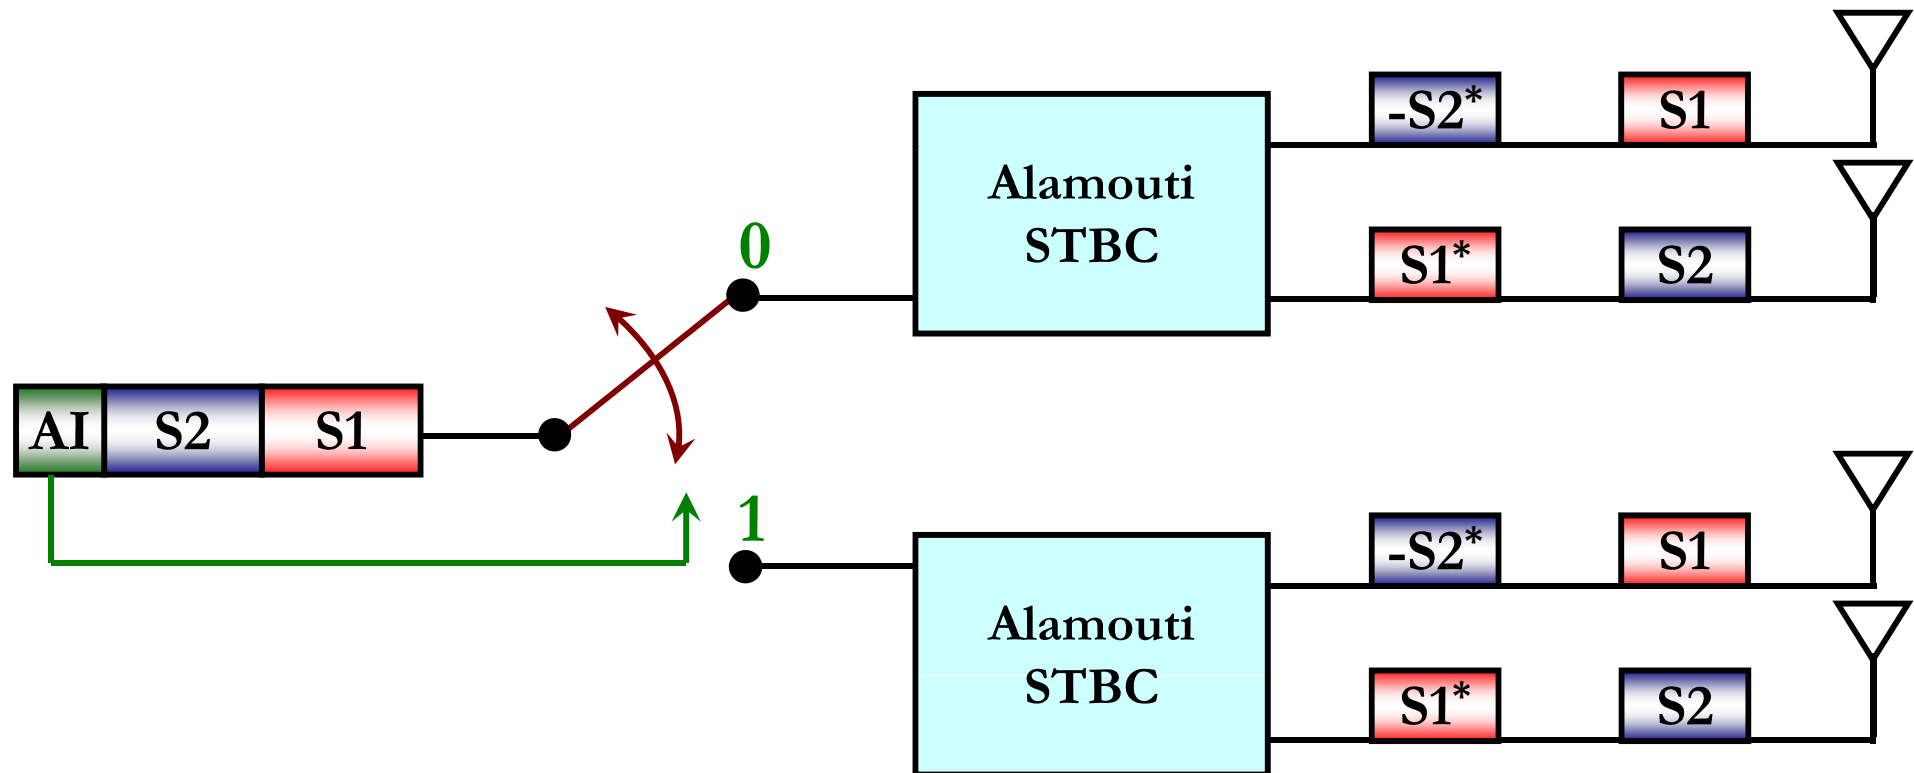 -S2*
S1
Alamouti
STBC
0
S1*
S2
AI
S2
S1
1
-S2*
S1
Alamouti
STBC
S1*
S2